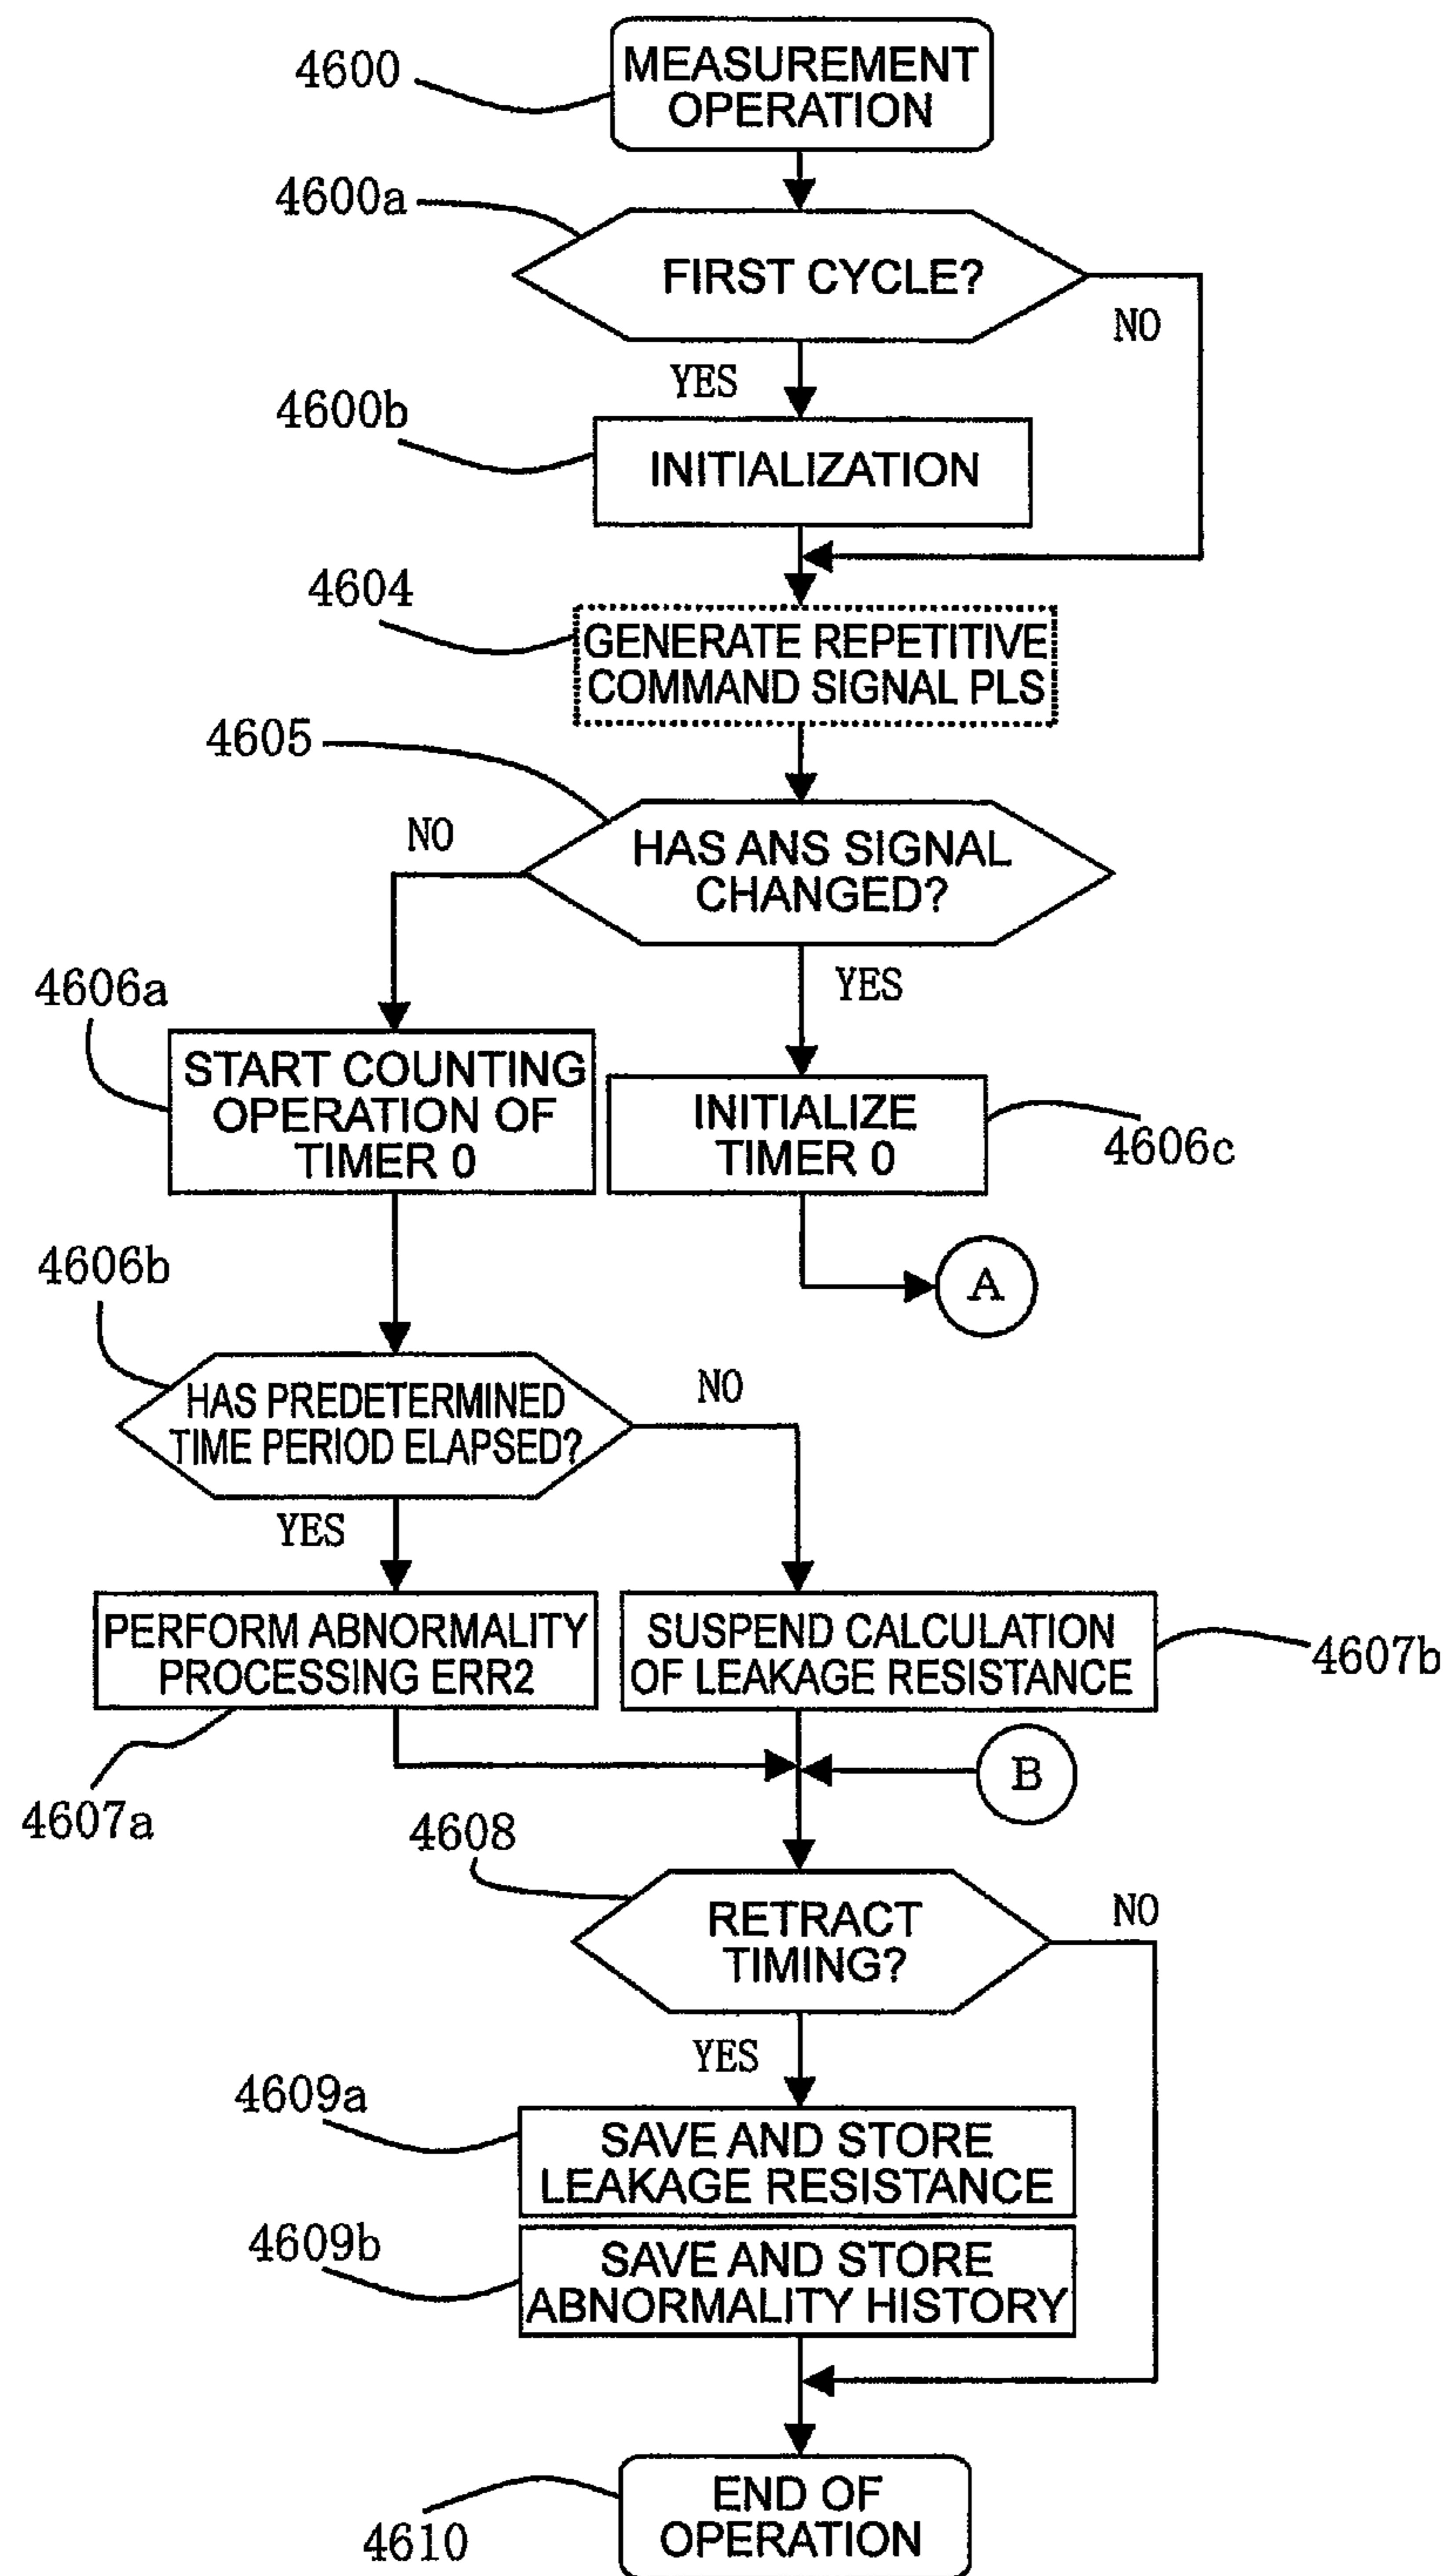 4600
MEASUREMENT
OPERATION
4600a
FIRST CYCLE?
NO
YES
4600b
INITIALIZATION
4604
GENERATE REPETITIVE
COMMAND SIGNAL PLS
4605
NO
HAS ANS SIGNAL
CHANGED?
YES
4606a
START COUNTING
OPERATION OF
TIMER 0
INITIALIZE
TIMER 0
4606c
A
4606b
HAS PREDETERMINED
TIME PERIOD ELAPSED?
NO
YES
PERFORM ABNORMALITY
PROCESSING ERR2
4607a
SUSPEND CALCULATION
OF LEAKAGE RESISTANCE
4607b
B
4608
RETRACT
TIMING?
NO
YES
4609a
SAVE AND STORE
LEAKAGE RESISTANCE
4609b
SAVE AND STORE
ABNORMALITY HISTORY
4610
END OF
OPERATION